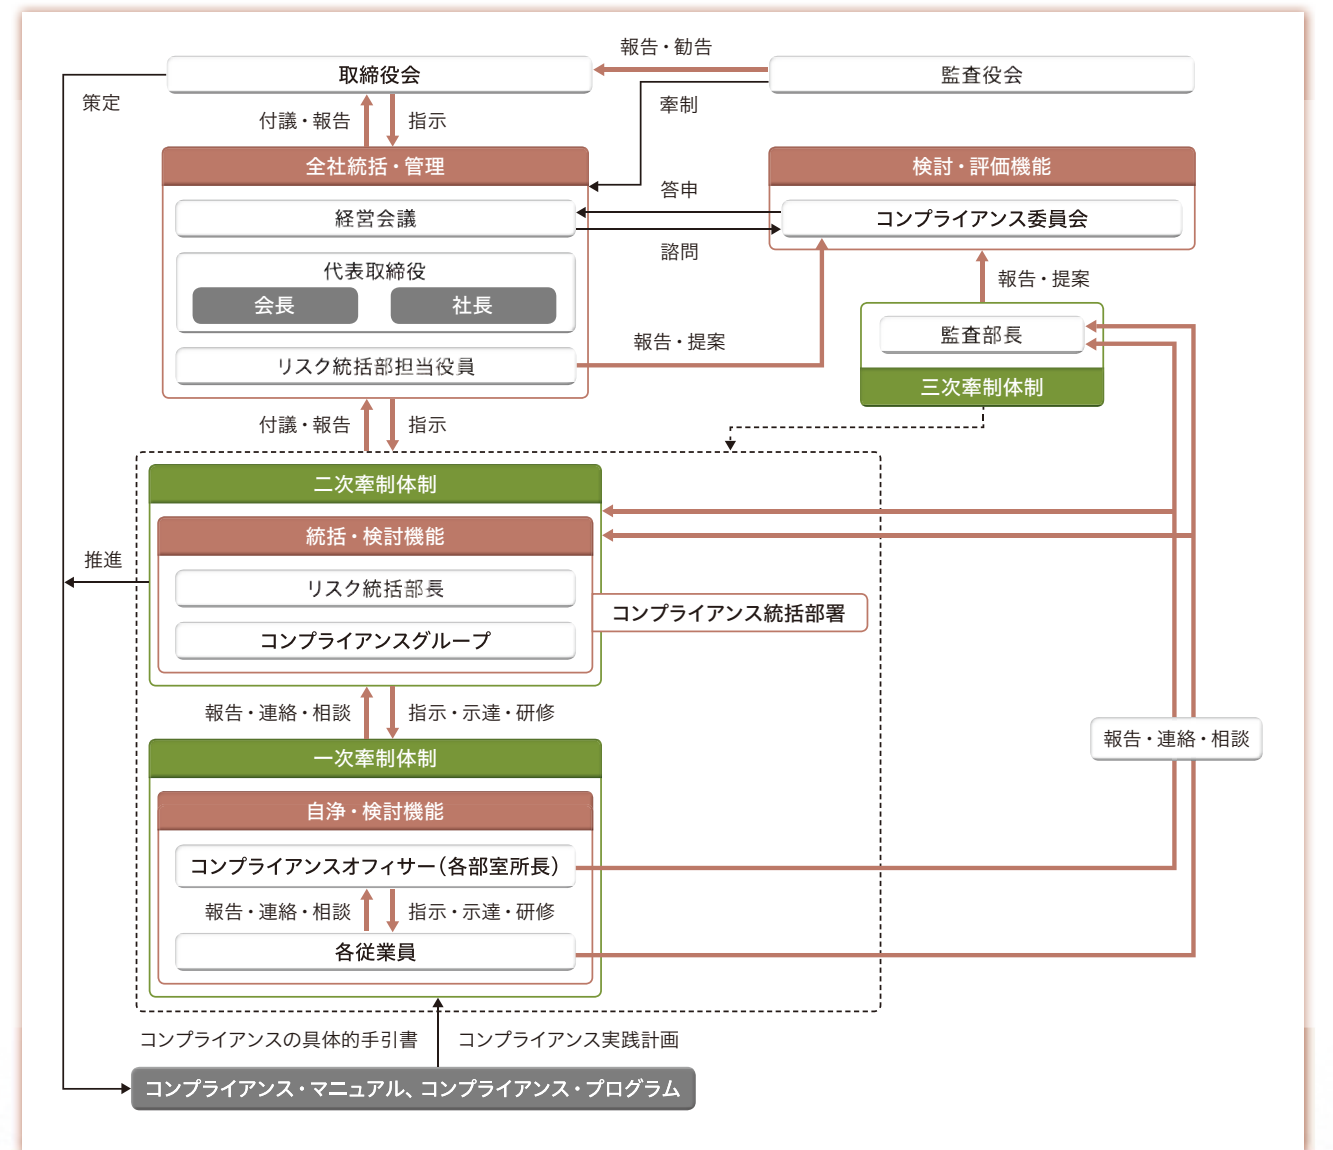 報告・勧告
取締役会
監査役会
策定
牽制
付議・報告
指示
全社統括・管理
検討・評価機能
答申
経営会議
コンプライアンス委員会
諮問
代表取締役
会長
社長
報告・提案
監査部長
報告・提案
リスク統括部担当役員
三次牽制体制
付議・報告
指示
二次牽制体制
統括・検討機能
推進
リスク統括部長
コンプライアンス統括部署
コンプライアンスグループ
報告・連絡・相談
指示・示達・研修
報告・連絡・相談
一次牽制体制
自浄・検討機能
コンプライアンスオフィサー(各部室所長)
報告・連絡・相談
指示・示達・研修
各従業員
コンプライアンスの具体的手引書
コンプライアンス実践計画
コンプライアンス・マニュアル、コンプライアンス・プログラム